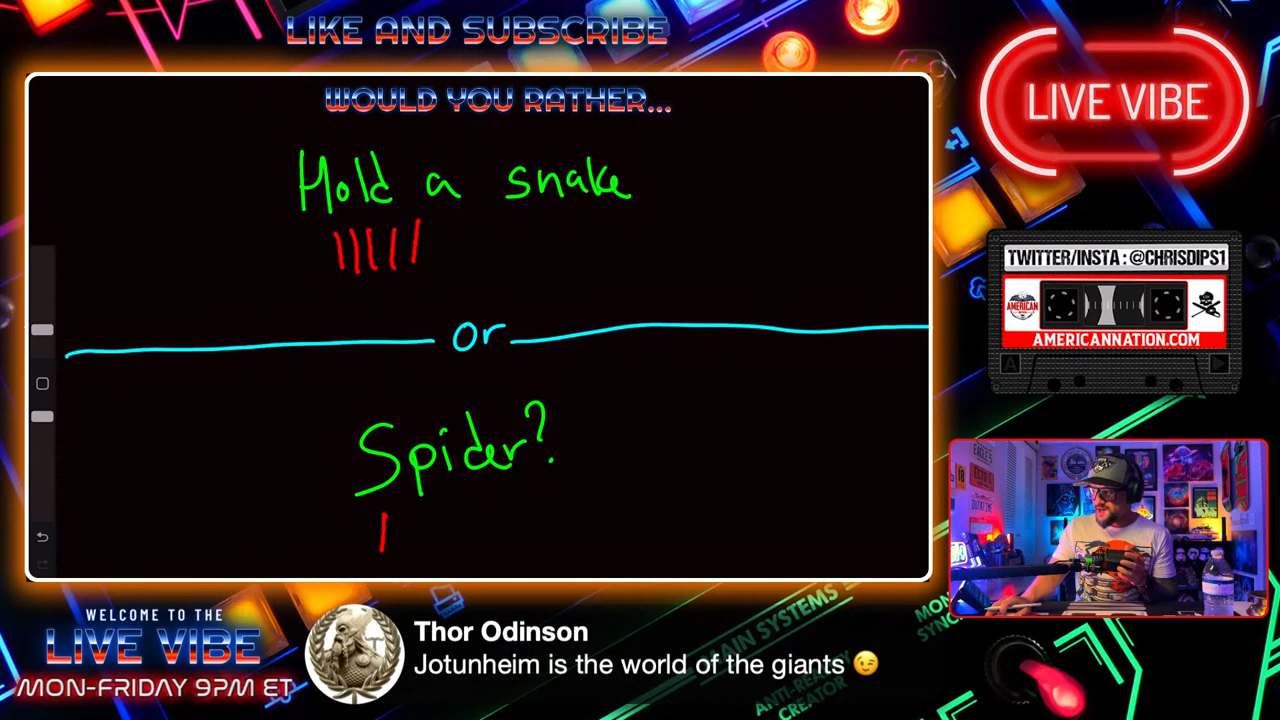 LIKE AND SUBSCRIBE
WOULD YOU RATHER...
Hold a snake
or
Spider?
LIVE VIBE
TWITTER/INSTA : @CHRISDIPS1
AMERICAN
AMERICANNATION.COM
A
WELCOME TO THE
LIVE VIBE
MON-FRIDAY 9PM ET
Thor Odinson
Jotunheim is the world of the giants 😉